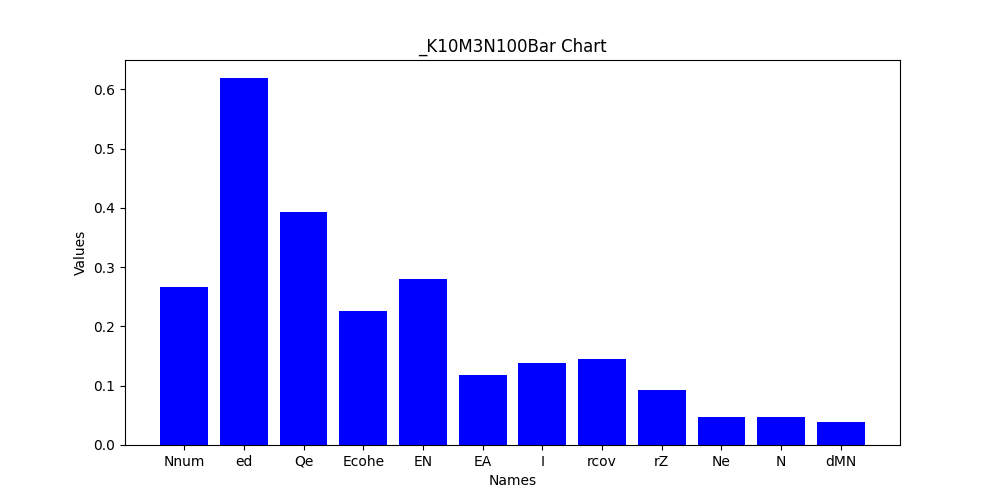 _K10M3N100Bar Chart
Values
0.6
0.5
0.4
0.3
0.2
0.1
0.0
Nnum ed Qe Ecohe EN EA I rcov rZ Ne N dMN
Names